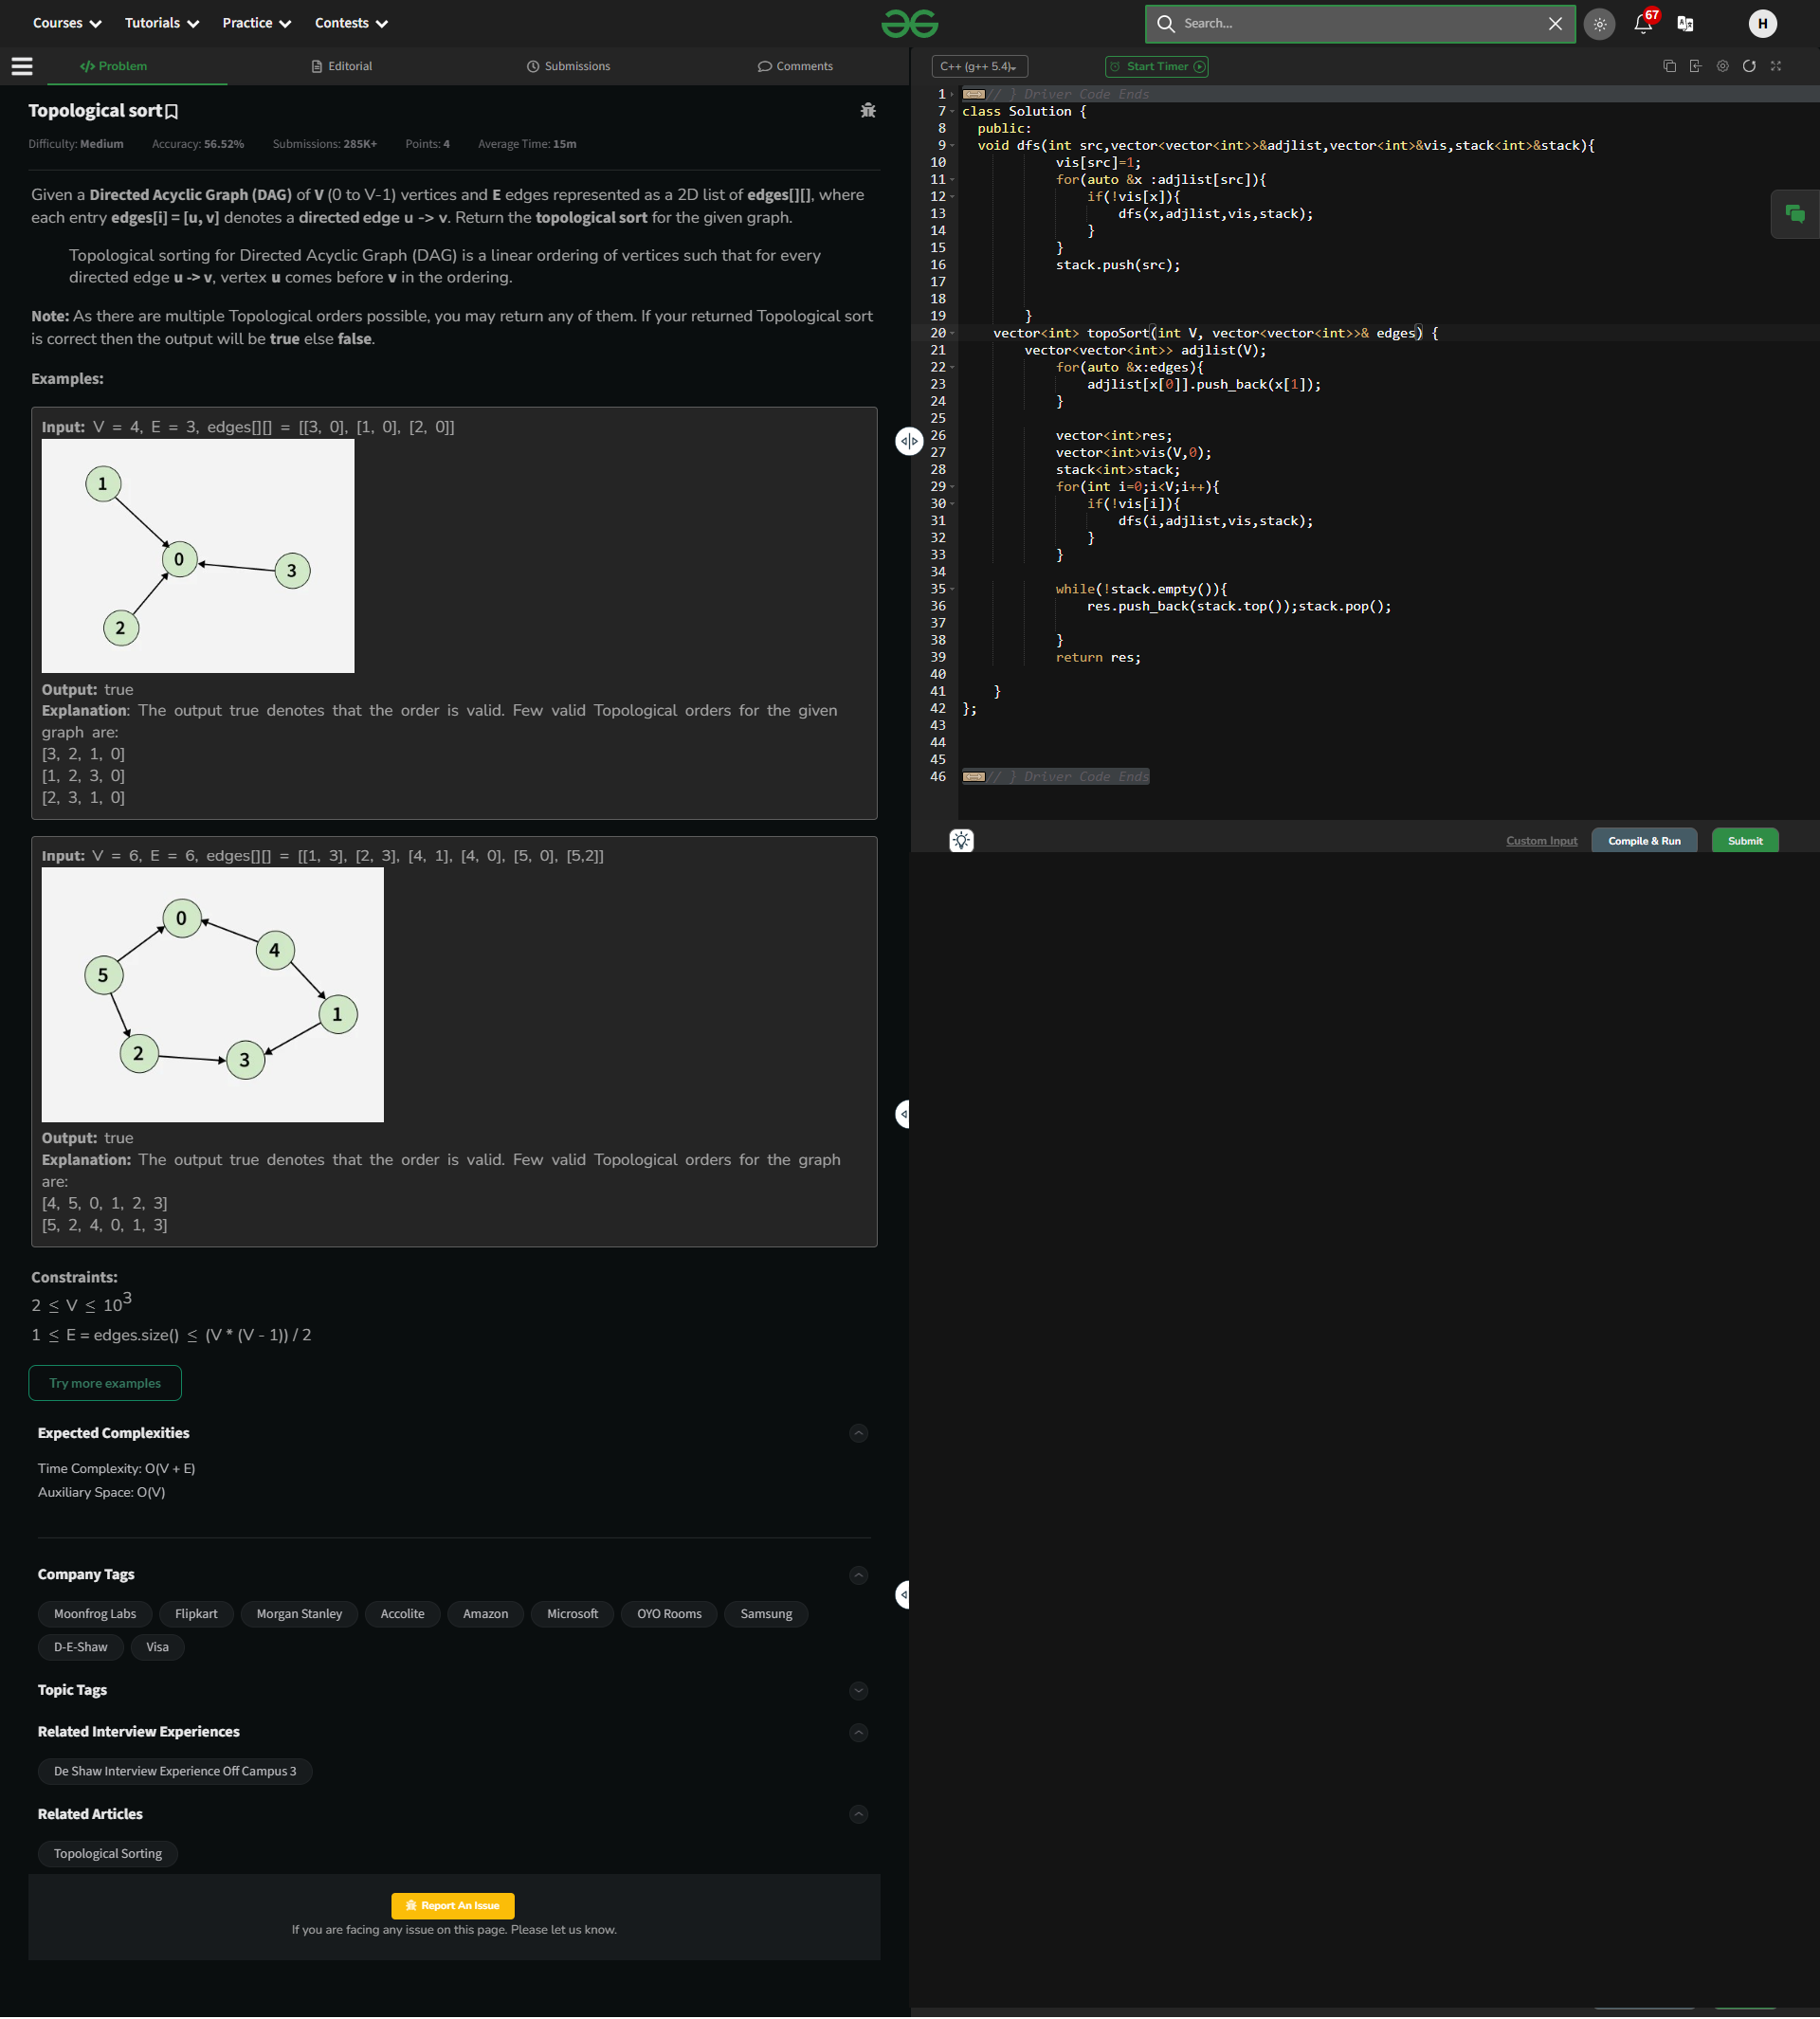 Courses Tutorials Practice Contests
Search...
67
H
</> Problem Editorial Submissions Comments
Topological sort
Difficulty: Medium Accuracy: 56.52% Submissions: 285K+ Points: 4 Average Time: 15m
Given a Directed Acyclic Graph (DAG) of V (0 to V-1) vertices and E edges represented as a 2D list of edges[][], where
each entry edges[i] = [u, v] denotes a directed edge u -> v. Return the topological sort for the given graph.
Topological sorting for Directed Acyclic Graph (DAG) is a linear ordering of vertices such that for every
directed edge u -> v, vertex u comes before v in the ordering.
Note: As there are multiple Topological orders possible, you may return any of them. If your returned Topological sort
is correct then the output will be true else false.
Examples:
Input: V = 4, E = 3, edges[][] = [[3, 0], [1, 0], [2, 0]]
1
0
3
2
Output: true
Explanation: The output true denotes that the order is valid. Few valid Topological orders for the given
graph are:
[3, 2, 1, 0]
[1, 2, 3, 0]
[2, 3, 1, 0]
Input: V = 6, E = 6, edges[][] = [[1, 3], [2, 3], [4, 1], [4, 0], [5, 0], [5,2]]
0
4
5
1
2
3
Output: true
Explanation: The output true denotes that the order is valid. Few valid Topological orders for the graph
are:
[4, 5, 0, 1, 2, 3]
[5, 2, 4, 0, 1, 3]
Constraints:
2 ≤ V ≤ 10^3
1 ≤ E = edges.size() ≤ (V * (V - 1)) / 2
Try more examples
Expected Complexities
Time Complexity: O(V + E)
Auxiliary Space: O(V)
Company Tags
Moonfrog Labs Flipkart Morgan Stanley Accolite Amazon Microsoft OYO Rooms Samsung
D-E-Shaw Visa
Topic Tags
Related Interview Experiences
De Shaw Interview Experience Off Campus 3
Related Articles
Topological Sorting
Report An Issue
If you are facing any issue on this page. Please let us know.
C++ (g++ 5.4) Start Timer
1 // } Driver Code Ends
7 class Solution {
8 public:
9 void dfs(int src,vector<vector<int>>&adjlist,vector<int>&vis,stack<int>&stack){
10 vis[src]=1;
11 for(auto &x :adjlist[src]){
12 if(!vis[x]){
13 dfs(x,adjlist,vis,stack);
14 }
15 }
16 stack.push(src);
17
18
19 }
20 vector<int> topoSort(int V, vector<vector<int>>& edges) {
21 vector<vector<int>> adjlist(V);
22 for(auto &x:edges){
23 adjlist[x[0]].push_back(x[1]);
24 }
25
26 vector<int>res;
27 vector<int>vis(V,0);
28 stack<int>stack;
29 for(int i=0;i<V;i++){
30 if(!vis[i]){
31 dfs(i,adjlist,vis,stack);
32 }
33 }
34
35 while(!stack.empty()){
36 res.push_back(stack.top());stack.pop();
37
38 }
39 return res;
40
41 }
42 };
43
44
45
46 // } Driver Code Ends
Custom Input Compile & Run Submit